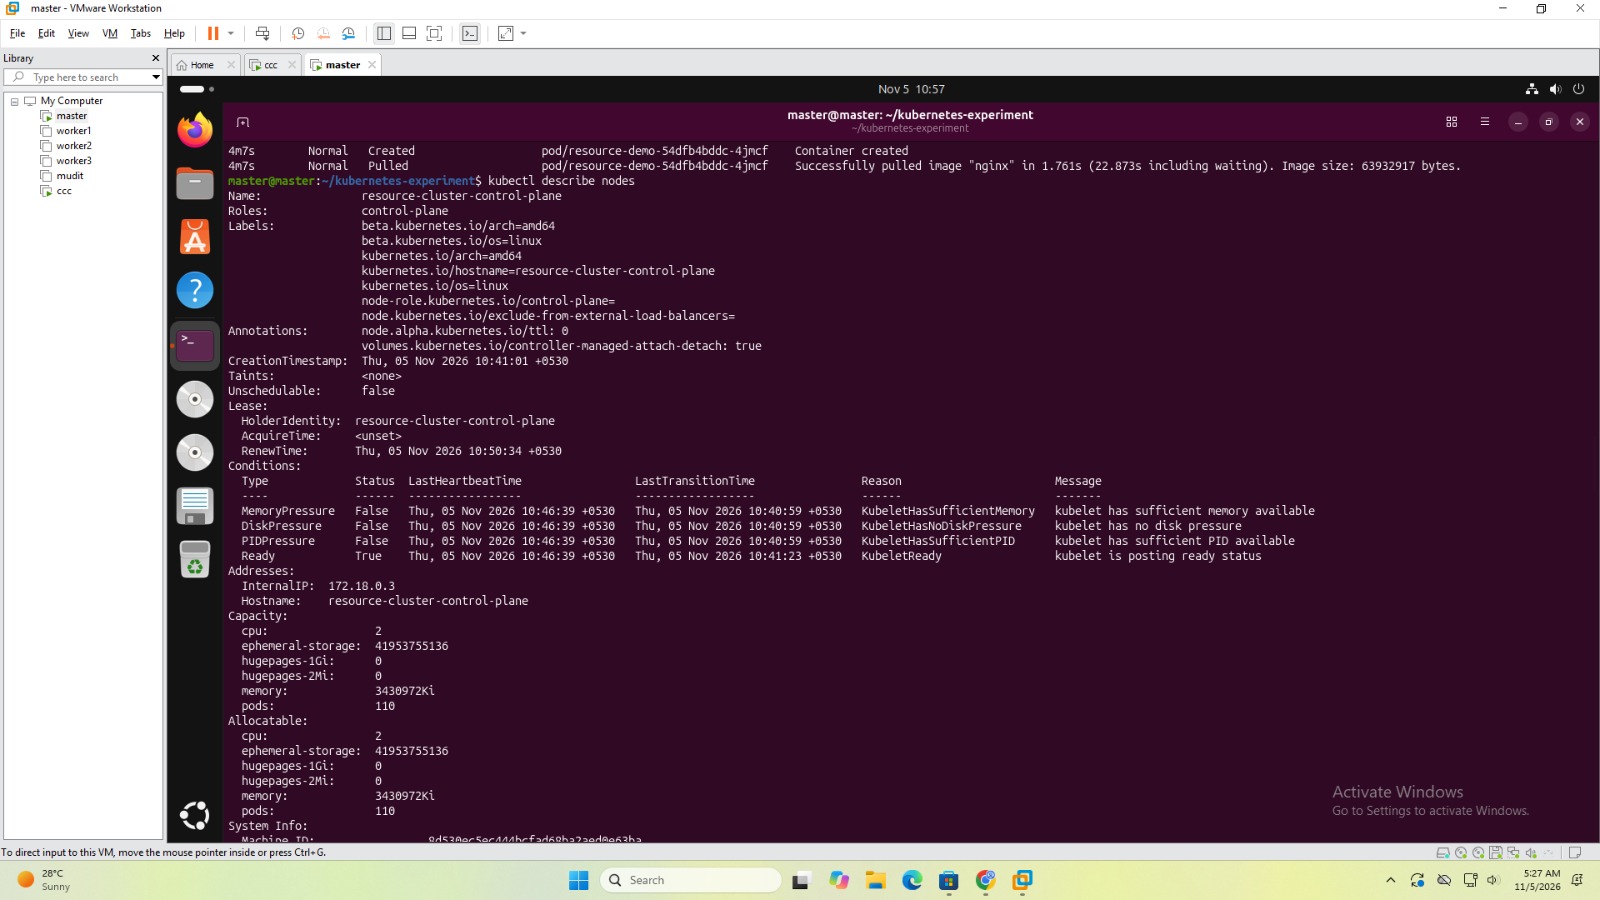 master - VMware Workstation
File Edit View VM Tabs Help
Library
Type here to search
My Computer
master
worker1
worker2
worker3
mudit
ccc
Home ccc master
Nov 5 10:57
master@master: ~/kubernetes-experiment
~/kubernetes-experiment
4m7s Normal Created pod/resource-demo-54dfb4bddc-4jmcf Container created
4m7s Normal Pulled pod/resource-demo-54dfb4bddc-4jmcf Successfully pulled image "nginx" in 1.761s (22.873s including waiting). Image size: 63932917 bytes.
master@master:~/kubernetes-experiment$ kubectl describe nodes
Name: resource-cluster-control-plane
Roles: control-plane
Labels: beta.kubernetes.io/arch=amd64
beta.kubernetes.io/os=linux
kubernetes.io/arch=amd64
kubernetes.io/hostname=resource-cluster-control-plane
kubernetes.io/os=linux
node-role.kubernetes.io/control-plane=
node.kubernetes.io/exclude-from-external-load-balancers=
Annotations: node.alpha.kubernetes.io/ttl: 0
volumes.kubernetes.io/controller-managed-attach-detach: true
CreationTimestamp: Thu, 05 Nov 2026 10:41:01 +0530
Taints: <none>
Unschedulable: false
Lease:
HolderIdentity: resource-cluster-control-plane
AcquireTime: <unset>
RenewTime: Thu, 05 Nov 2026 10:50:34 +0530
Conditions:
Type Status LastHeartbeatTime LastTransitionTime Reason Message
---- ------ ----------------- ------------------ ------ -------
MemoryPressure False Thu, 05 Nov 2026 10:46:39 +0530 Thu, 05 Nov 2026 10:40:59 +0530 KubeletHasSufficientMemory kubelet has sufficient memory available
DiskPressure False Thu, 05 Nov 2026 10:46:39 +0530 Thu, 05 Nov 2026 10:40:59 +0530 KubeletHasNoDiskPressure kubelet has no disk pressure
PIDPressure False Thu, 05 Nov 2026 10:46:39 +0530 Thu, 05 Nov 2026 10:40:59 +0530 KubeletHasSufficientPID kubelet has sufficient PID available
Ready True Thu, 05 Nov 2026 10:46:39 +0530 Thu, 05 Nov 2026 10:41:23 +0530 KubeletReady kubelet is posting ready status
Addresses:
InternalIP: 172.18.0.3
Hostname: resource-cluster-control-plane
Capacity:
cpu: 2
ephemeral-storage: 41953755136
hugepages-1Gi: 0
hugepages-2Mi: 0
memory: 3430972Ki
pods: 110
Allocatable:
cpu: 2
ephemeral-storage: 41953755136
hugepages-1Gi: 0
hugepages-2Mi: 0
memory: 3430972Ki
pods: 110
System Info:
Machine ID: 8d530ec5ec444bcfad68ba2aed0e63ba
Activate Windows
Go to Settings to activate Windows.
To direct input to this VM, move the mouse pointer inside or press Ctrl+G.
28°C
Sunny
Search
5:27 AM
11/5/2026